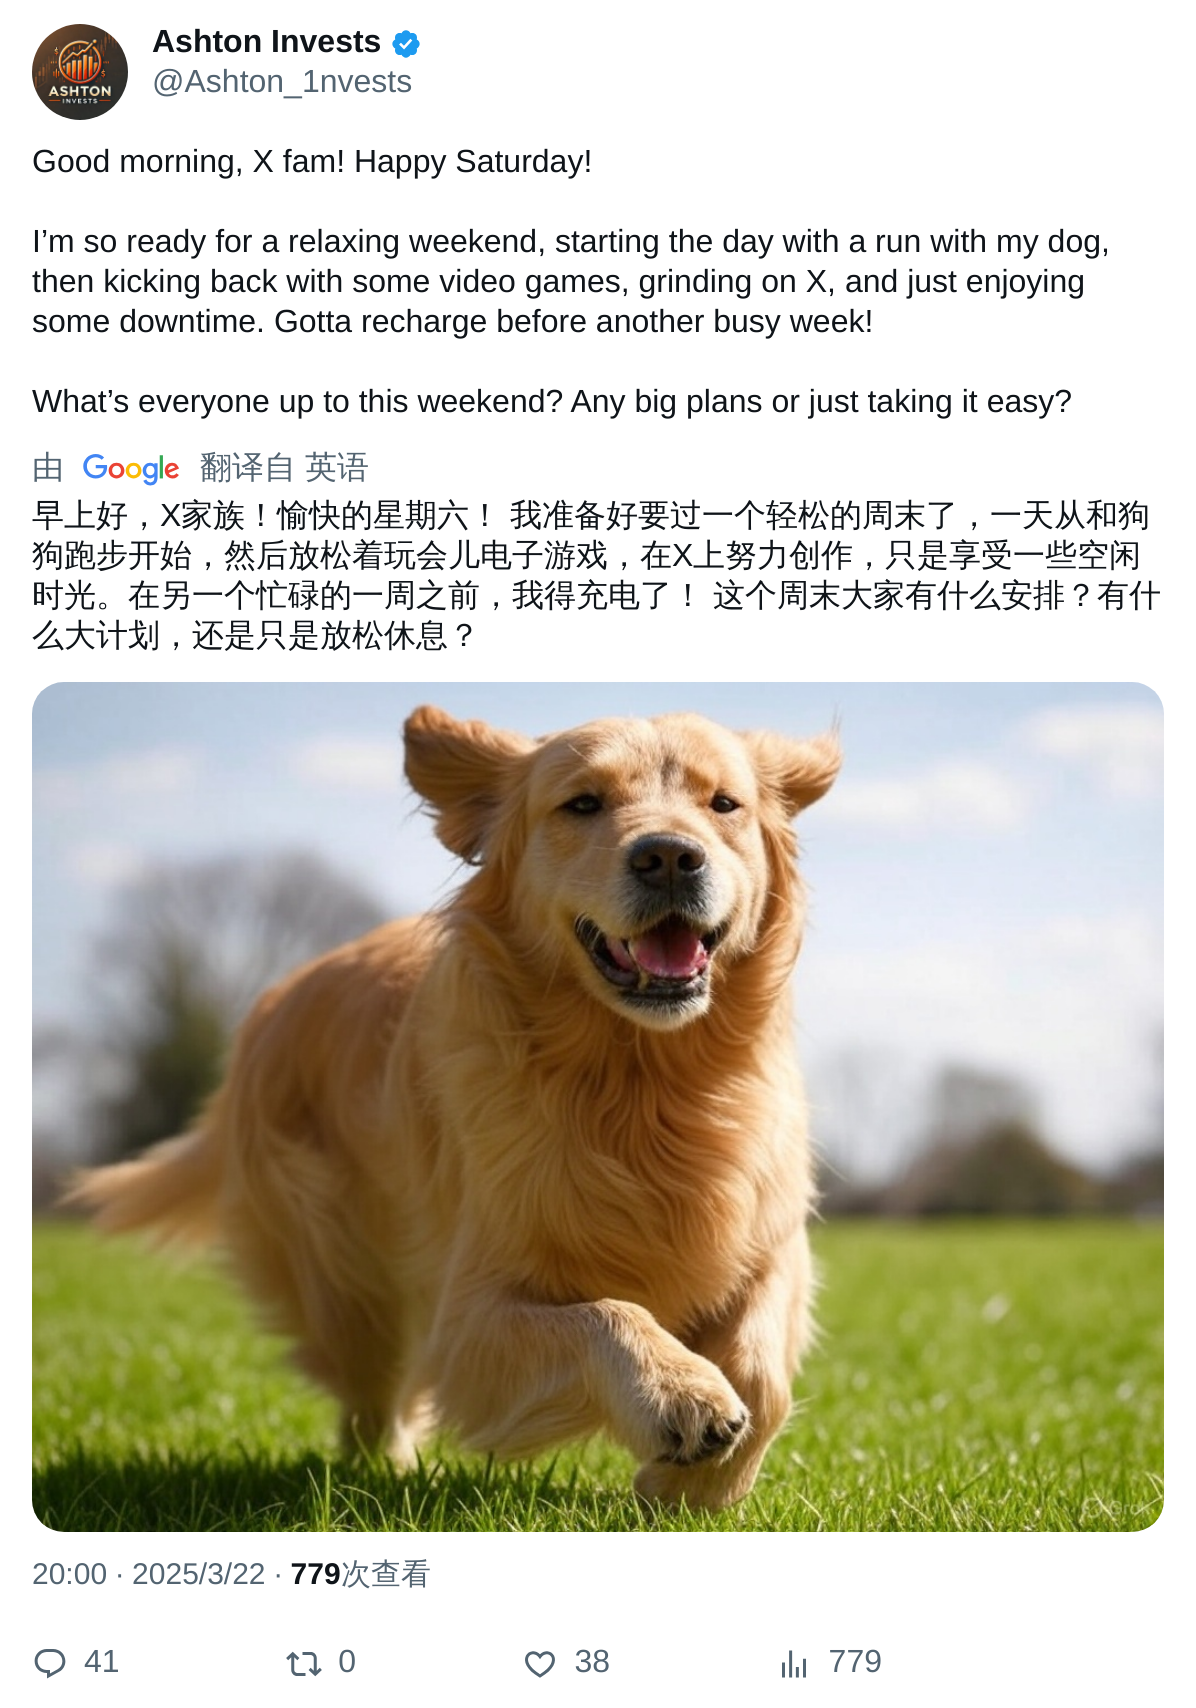 ASHTON
INVESTS
Ashton Invests
@Ashton_1nvests
Good morning, X fam! Happy Saturday!
I’m so ready for a relaxing weekend, starting the day with a run with my dog,
then kicking back with some video games, grinding on X, and just enjoying
some downtime. Gotta recharge before another busy week!
What’s everyone up to this weekend? Any big plans or just taking it easy?
由 Google 翻译自 英语
早上好，X家族！愉快的星期六！ 我准备好要过一个轻松的周末了，一天从和狗
狗跑步开始，然后放松着玩会儿电子游戏，在X上努力创作，只是享受一些空闲
时光。在另一个忙碌的一周之前，我得充电了！ 这个周末大家有什么安排？有什
么大计划，还是只是放松休息？
Grok
20:00 · 2025/3/22 · 779次查看
41 0 38 779